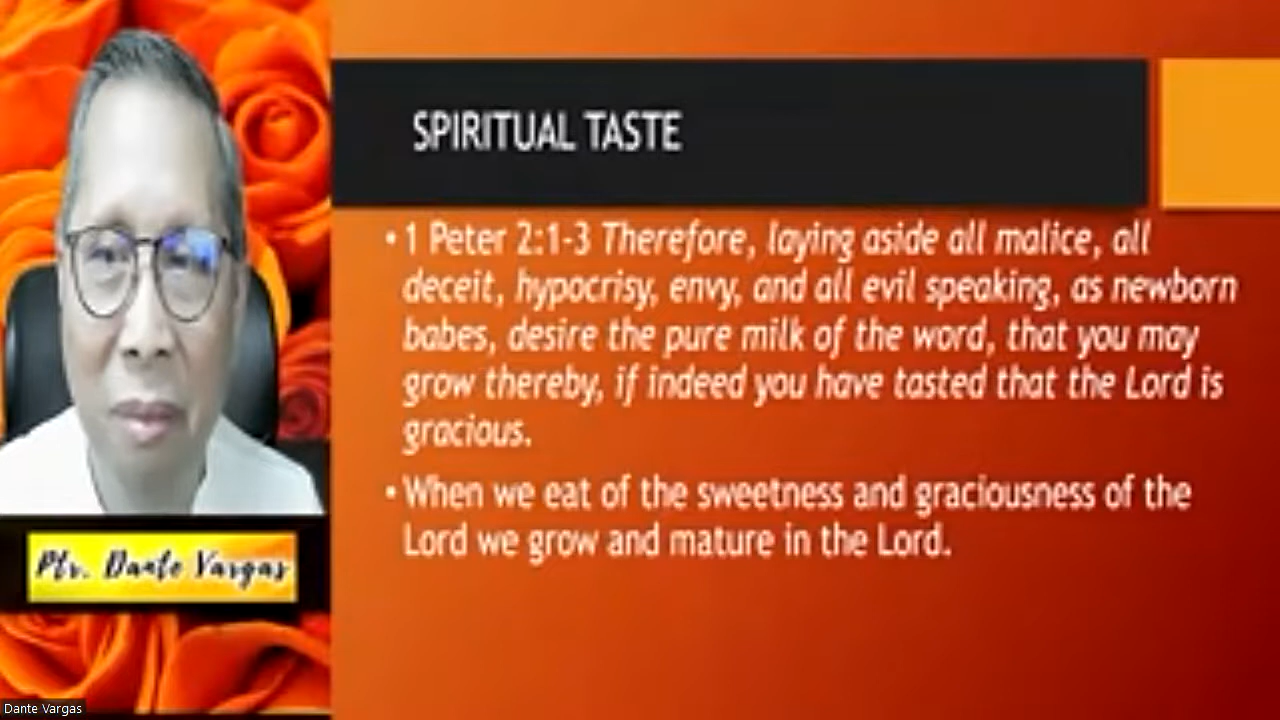 SPIRITUAL TASTE
•1 Peter 2:1-3 Therefore, laying aside all malice, all
deceit, hypocrisy, envy, and all evil speaking, as newborn
babes, desire the pure milk of the word, that you may
grow thereby, if indeed you have tasted that the Lord is
gracious.
•When we eat of the sweetness and graciousness of the
Lord we grow and mature in the Lord.
Ptr. Dante Vargas
Dante Vargas